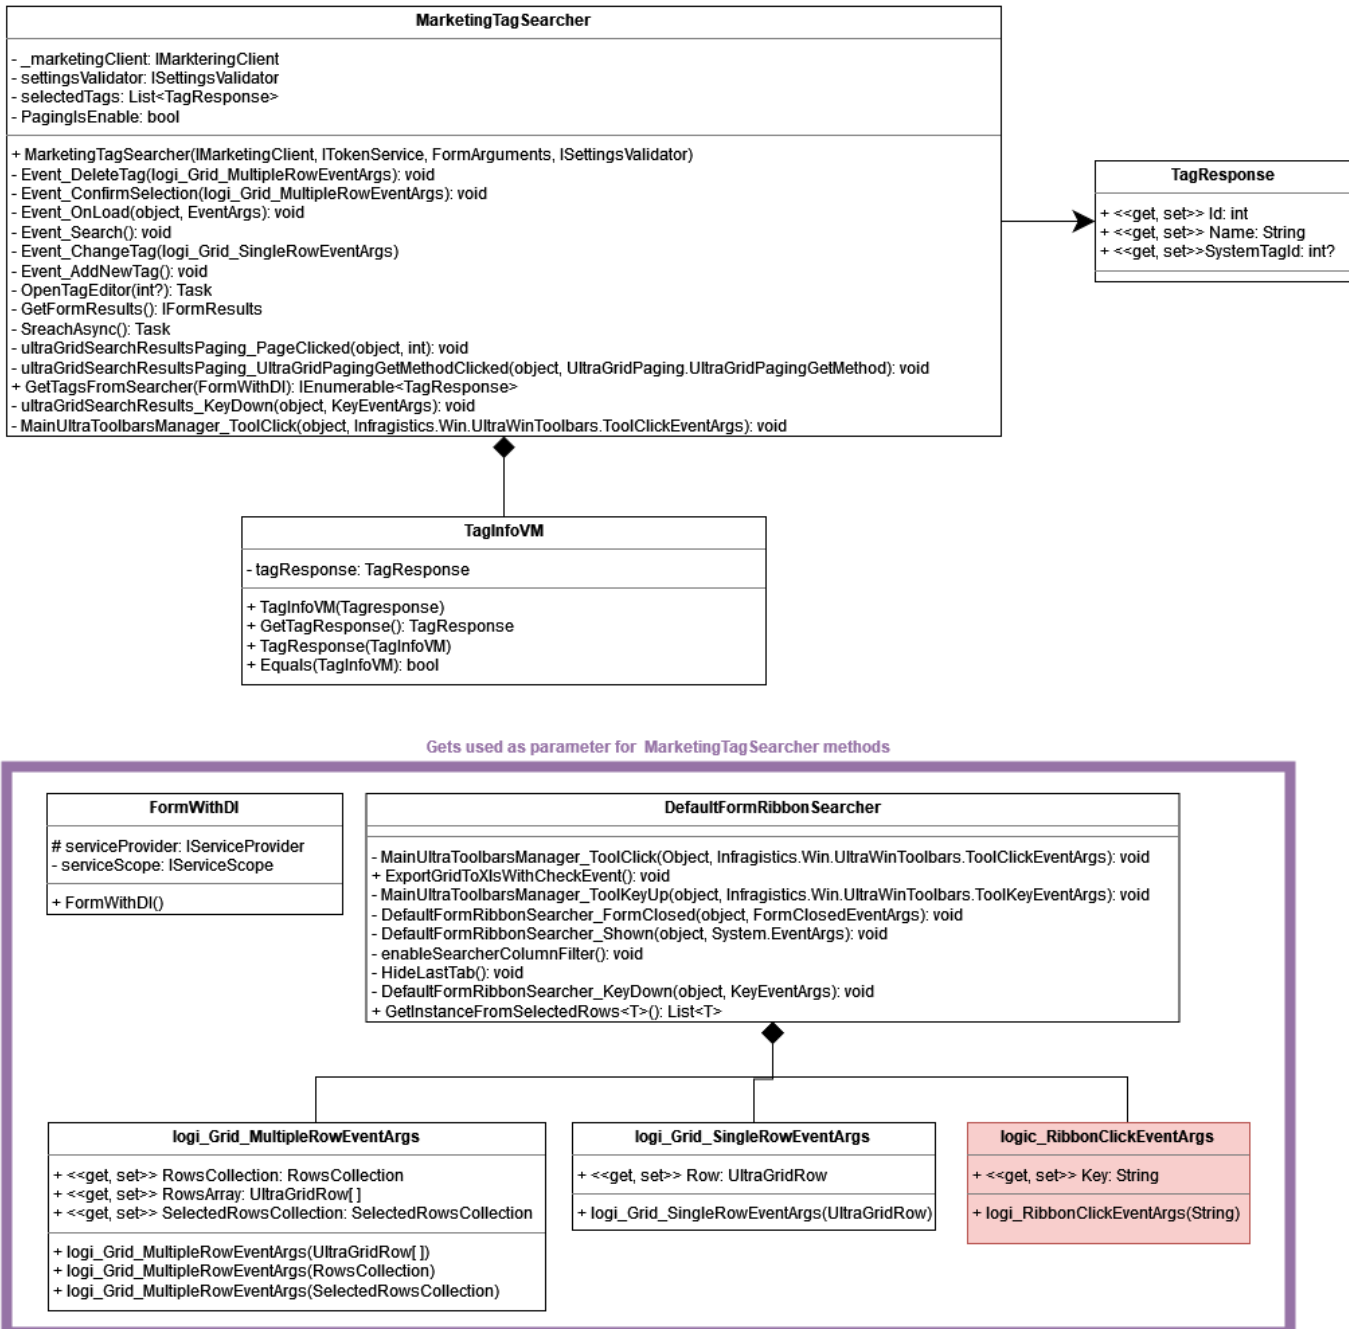 MarketingTagSearcher
- _marketingClient: IMarkteringClient
- settingsValidator: ISettingsValidator
- selectedTags: List<TagResponse>
- PagingIsEnable: bool
+ MarketingTagSearcher(IMarketingClient, ITokenService, FormArguments, ISettingsValidator)
- Event_DeleteTag(logi_Grid_MultipleRowEventArgs): void
- Event_ConfirmSelection(logi_Grid_MultipleRowEventArgs): void
- Event_OnLoad(object, EventArgs): void
- Event_Search(): void
- Event_ChangeTag(logi_Grid_SingleRowEventArgs)
- Event_AddNewTag(): void
- OpenTagEditor(int?): Task
- GetFormResults(): IFormResults
- SreachAsync(): Task
- ultraGridSearchResultsPaging_PageClicked(object, int): void
- ultraGridSearchResultsPaging_UltraGridPagingGetMethodClicked(object, UltraGridPaging.UltraGridPagingGetMethod): void
+ GetTagsFromSearcher(FormWithDI): IEnumerable<TagResponse>
- ultraGridSearchResults_KeyDown(object, KeyEventArgs): void
- MainUltraToolbarsManager_ToolClick(object, Infragistics.Win.UltraWinToolbars.ToolClickEventArgs): void
TagResponse
+ <<get, set>> Id: int
+ <<get, set>> Name: String
+ <<get, set>>SystemTagId: int?
TagInfoVM
- tagResponse: TagResponse
+ TagInfoVM(Tagresponse)
+ GetTagResponse(): TagResponse
+ TagResponse(TagInfoVM)
+ Equals(TagInfoVM): bool
Gets used as parameter for MarketingTagSearcher methods
FormWithDI
# serviceProvider: IServiceProvider
- serviceScope: IServiceScope
+ FormWithDI()
DefaultFormRibbonSearcher
- MainUltraToolbarsManager_ToolClick(Object, Infragistics.Win.UltraWinToolbars.ToolClickEventArgs): void
+ ExportGridToXlsWithCheckEvent(): void
- MainUltraToolbarsManager_ToolKeyUp(object, Infragistics.Win.UltraWinToolbars.ToolKeyEventArgs): void
- DefaultFormRibbonSearcher_FormClosed(object, FormClosedEventArgs): void
- DefaultFormRibbonSearcher_Shown(object, System.EventArgs): void
- enableSearcherColumnFilter(): void
- HideLastTab(): void
- DefaultFormRibbonSearcher_KeyDown(object, KeyEventArgs): void
+ GetInstanceFromSelectedRows<T>(): List<T>
logi_Grid_MultipleRowEventArgs
+ <<get, set>> RowsCollection: RowsCollection
+ <<get, set>> RowsArray: UltraGridRow[ ]
+ <<get, set>> SelectedRowsCollection: SelectedRowsCollection
+ logi_Grid_MultipleRowEventArgs(UltraGridRow[ ])
+ logi_Grid_MultipleRowEventArgs(RowsCollection)
+ logi_Grid_MultipleRowEventArgs(SelectedRowsCollection)
logi_Grid_SingleRowEventArgs
+ <<get, set>> Row: UltraGridRow
+ logi_Grid_SingleRowEventArgs(UltraGridRow)
logic_RibbonClickEventArgs
+ <<get, set>> Key: String
+ logi_RibbonClickEventArgs(String)